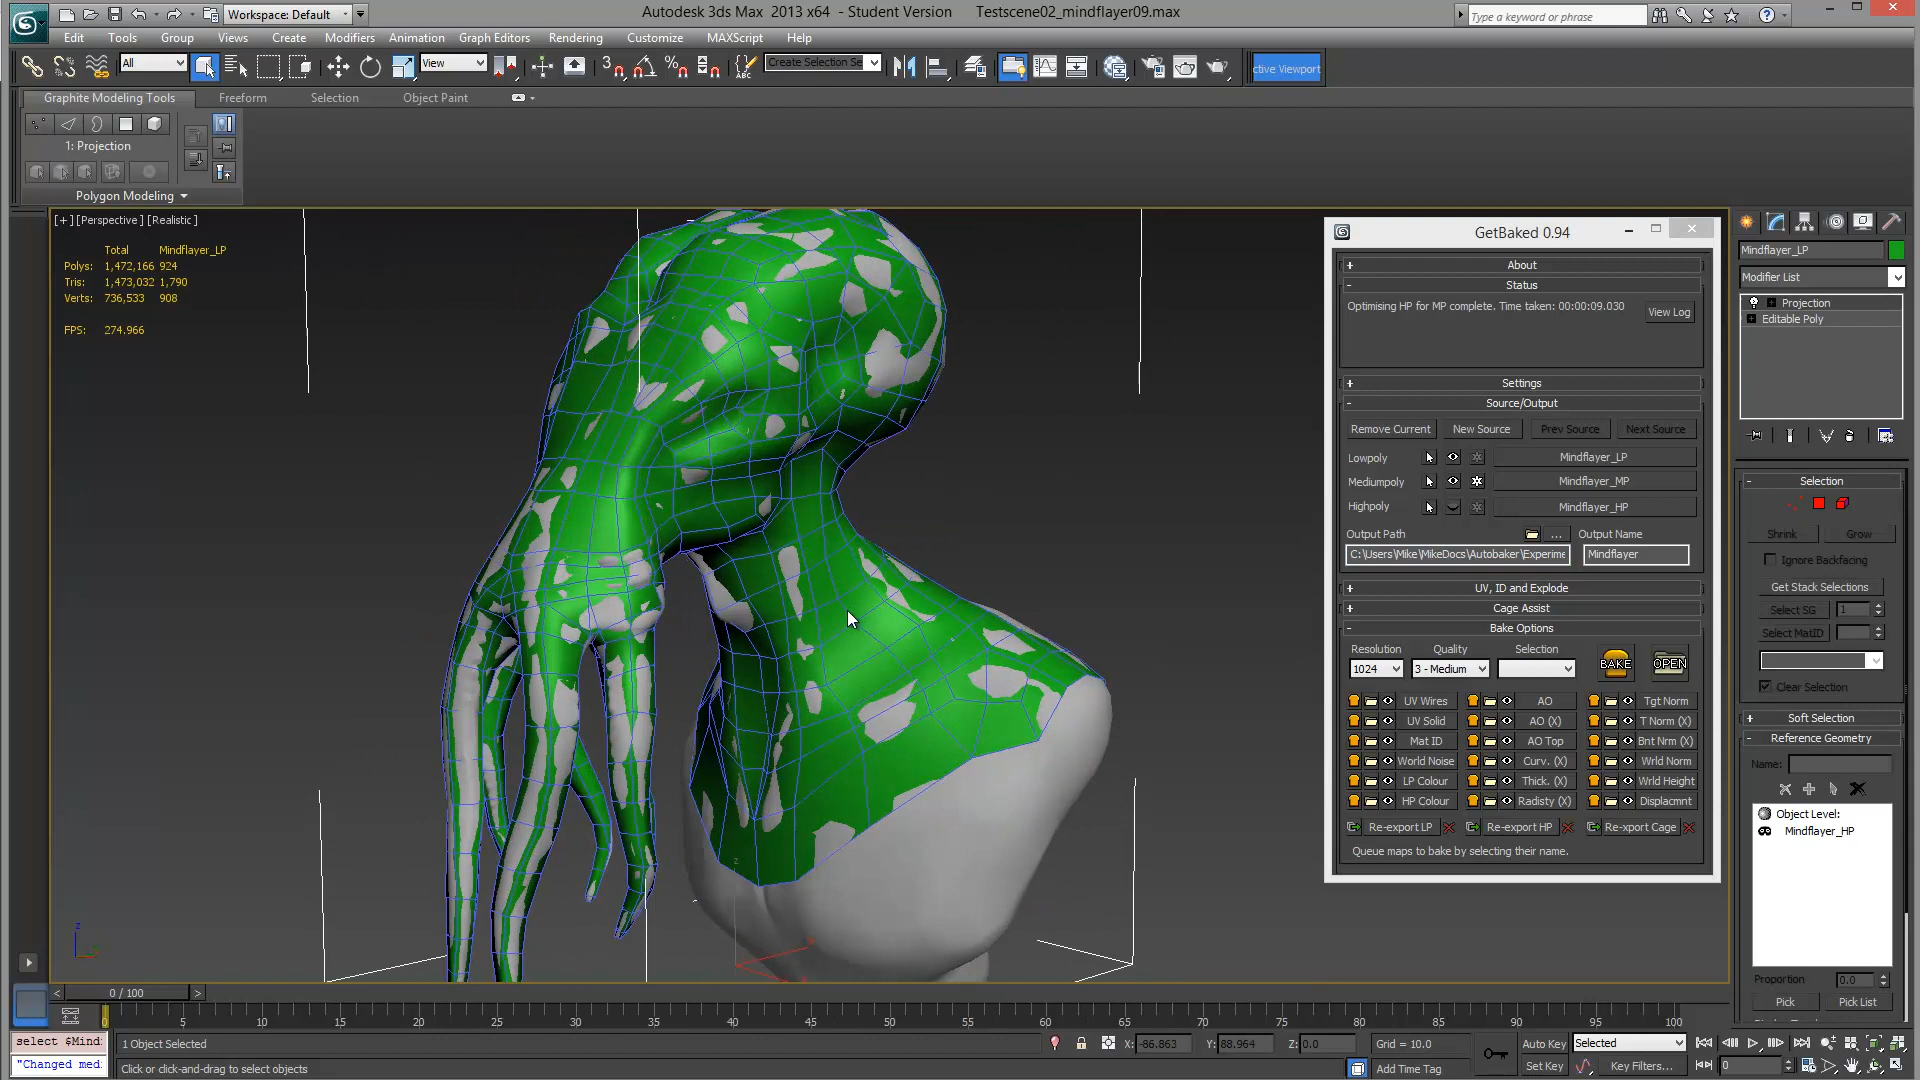 Workspace: Default
Autodesk 3ds Max 2013 x64 - Student Version Testscene02_mindflayer09.max
Type a keyword or phrase
Edit Tools Group Views Create Modifiers Animation Graph Editors Rendering Customize MAXScript Help
All
View
Create Selection Se
ctive Viewport
Graphite Modeling Tools Freeform Selection Object Paint
1: Projection
Polygon Modeling
[+] [Perspective] [Realistic]
Total Mindflayer_LP
Polys: 1,472,166 924
Tris: 1,473,032 1,790
Verts: 736,533 908
FPS: 274.966
GetBaked 0.94
About
Status
Optimising HP for MP complete. Time taken: 00:00:09.030
View Log
Settings
Source/Output
Remove Current New Source Prev Source Next Source
Lowpoly Mindflayer_LP
Mediumpoly Mindflayer_MP
Highpoly Mindflayer_HP
Output Path Output Name
C:\Users\Mike\MikeDocs\Autobaker\Experime Mindflayer
UV, ID and Explode
Cage Assist
Bake Options
Resolution Quality Selection
1024 3 - Medium BAKE OPEN
UV Wires AO Tgt Norm
UV Solid AO (X) T Norm (X)
Mat ID AO Top Bnt Nrm (X)
World Noise Curv. (X) Wrld Norm
LP Colour Thick. (X) Wrld Height
HP Colour Radisty (X) Displacmnt
Re-export LP Re-export HP Re-xport Cage
Queue maps to bake by selecting their name.
Mindflayer_LP
Modifier List
Projection
Editable Poly
Selection
Shrink Grow
Ignore Backfacing
Get Stack Selections
Select SG 1
Select MatID
Clear Selection
Soft Selection
Reference Geometry
Name:
Object Level:
Mindflayer_HP
Proportion 0.0
Pick Pick List
0 / 100
0 5 10 15 20 25 30 35 40 45 50 55 60 65 70 75 80 85 90 95 100
select $Mind
"Changed med
1 Object Selected
Click or click-and-drag to select objects
X: -86.863 Y: 88.964 Z: 0.0 Grid = 10.0
Add Time Tag
Auto Key Selected
Set Key Key Filters...
0